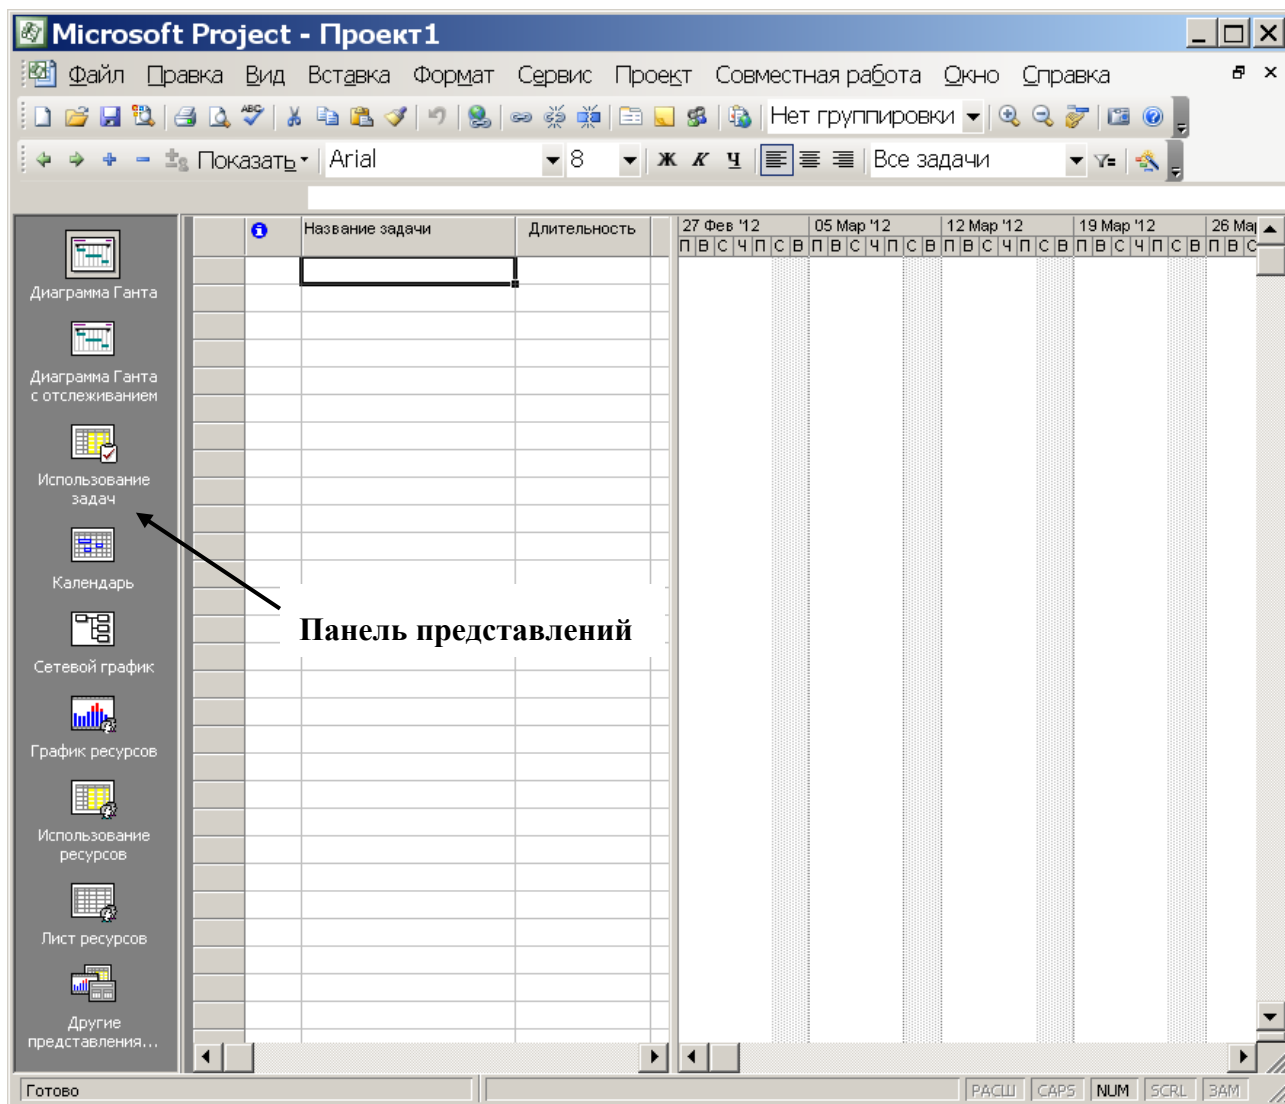 Microsoft Project - Проект1
Файл Правка Вид Вставка Формат Сервис Проект Совместная работа Окно Справка
ABC Нет группировки
Показать Arial 8 Ж К Ч Все задачи
Название задачи Длительность 27 Фев '12 05 Мар '12 12 Мар '12 19 Мар '12 26 Мар
П В С Ч П С В П В С Ч П С В П В С Ч П С В П В С Ч П С В П В С
Диаграмма Ганта
Диаграмма Ганта
с отслеживанием
Использование
задач
Календарь
Панель представлений
Сетевой график
График ресурсов
Использование
ресурсов
Лист ресурсов
Другие
представления...
Готово РАСШ CAPS NUM SCRL ЗАМ